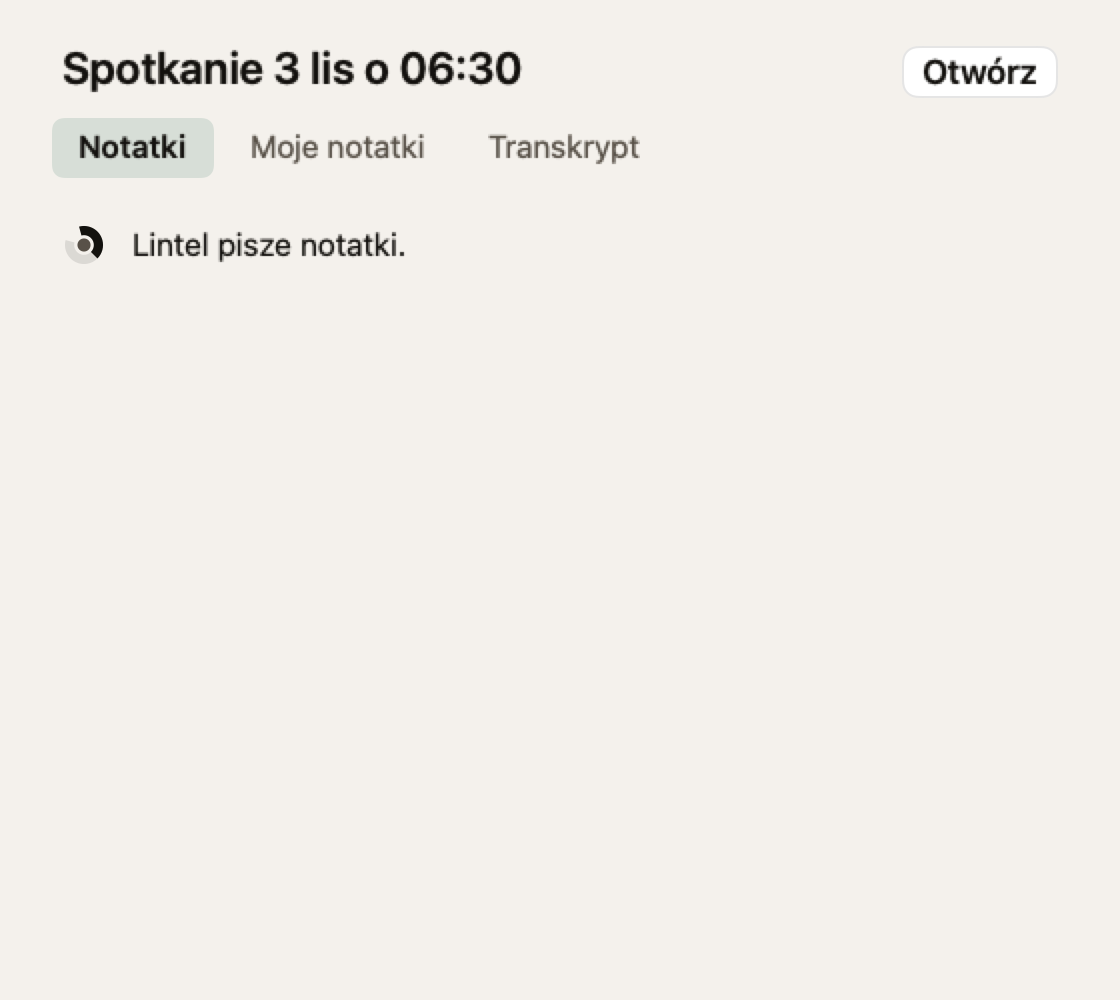 Spotkanie 3 lis o 06:30
Otwórz
Notatki
Moje notatki
Transkrypt
Lintel pisze notatki.